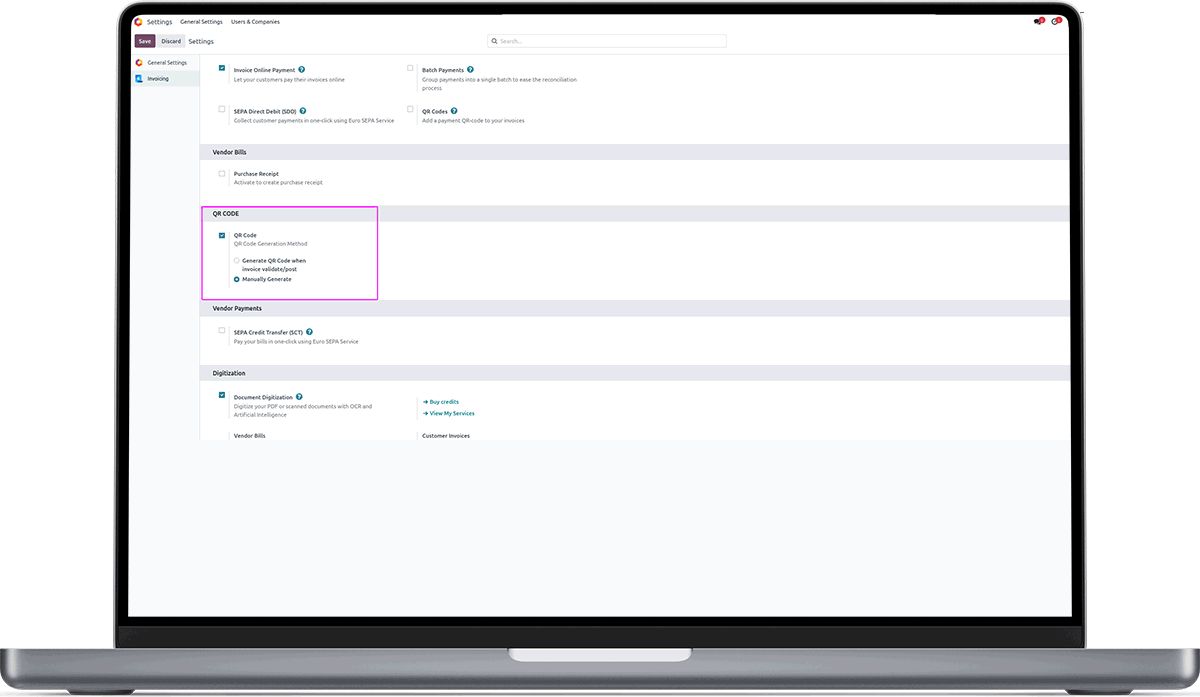 Settings General Settings Users & Companies
Save Discard Settings
Search...
General Settings
Invoicing
Invoice Online Payment
Let your customers pay their invoices online
Batch Payments
Group payments into a single batch to ease the reconciliation
process
SEPA Direct Debit (SDD)
Collect customer payments in one-click using Euro SEPA Service
QR Codes
Add a payment QR-code to your invoices
Vendor Bills
Purchase Receipt
Activate to create purchase receipt
QR CODE
QR Code
QR Code Generation Method
Generate QR Code when
invoice validate/post
Manually Generate
Vendor Payments
SEPA Credit Transfer (SCT)
Pay your bills in one-click using Euro SEPA Service
Digitization
Document Digitization
Digitize your PDF or scanned documents with OCR and
Artificial Intelligence
Buy credits
View My Services
Vendor Bills
Customer Invoices